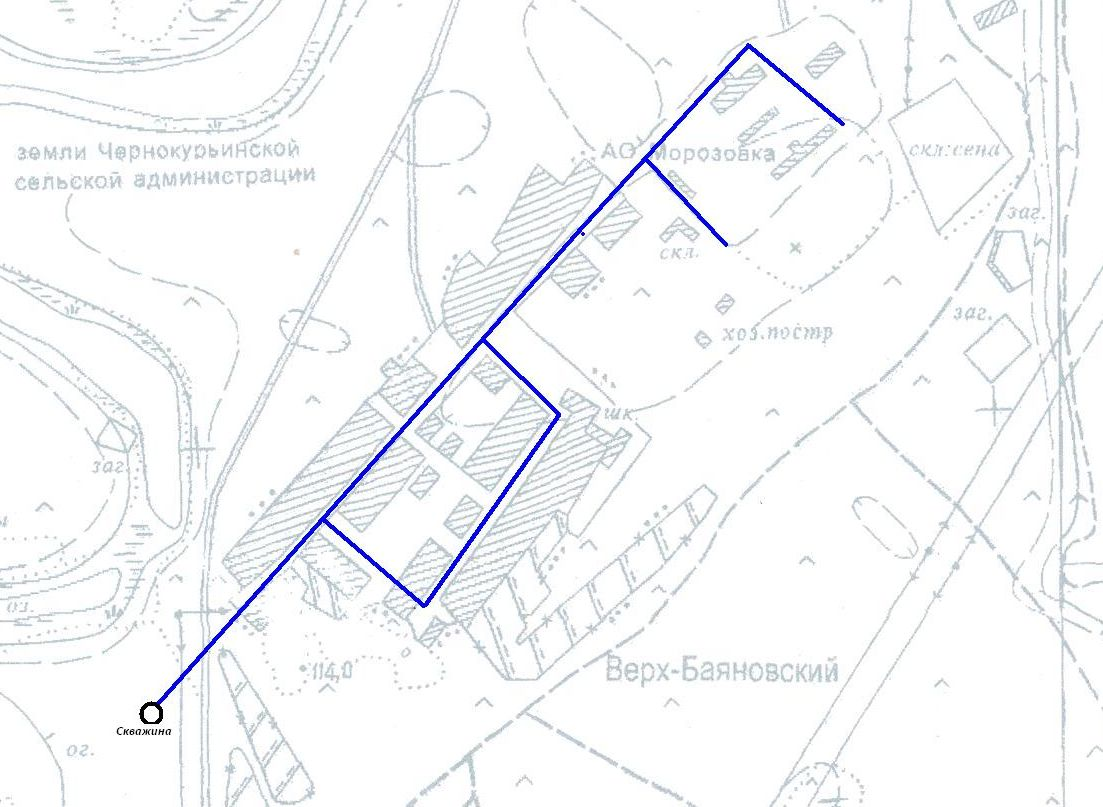 земли Чернокурьинской
сельской администрации
АО Морозовка
скл.сена
заг.
скл.
заг.
хоз.постр
шк.
заг
оз.
114,0
Верх-Баяновский
Скважина
ог.